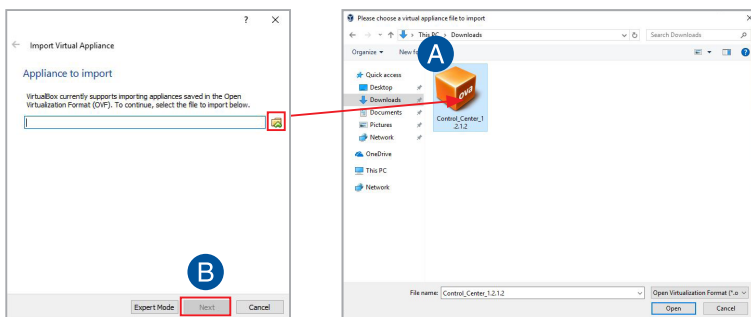 ?
Import Virtual Appliance
Appliance to import
VirtualBox currently supports importing appliances saved in the Open
Virtualization Format (OVF). To continue, select the file to import below.
B
Expert Mode
Next
Cancel
Please choose a virtual appliance file to import
This PC › Downloads
Search Downloads
A
Organize
New fo
?
Quick access
Desktop
Downloads
Documents
Pictures
Network
OneDrive
This PC
Network
ova
Control_Center_1
.2.1.2
File name:
Control_Center_1.2.1.2
Open Virtualization Format (*.o
Open
Cancel